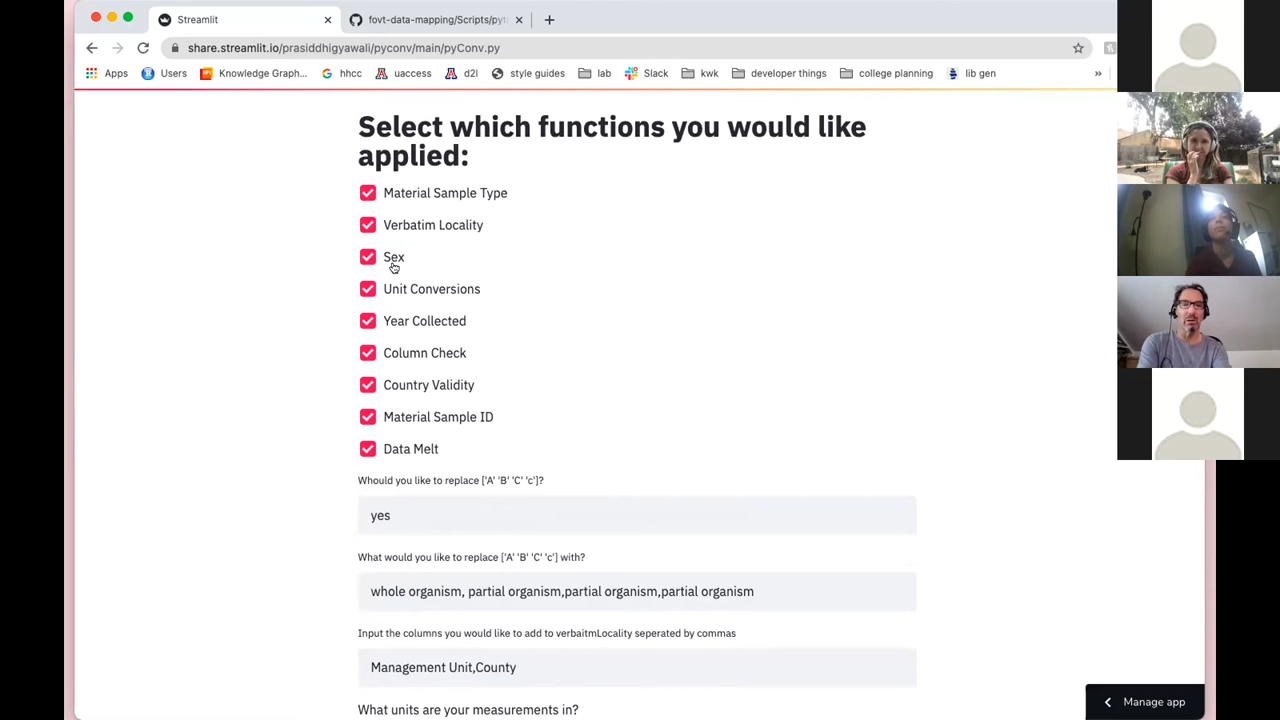 Streamlit
fovt-data-mapping/Scripts/pyt
share.streamlit.io/prasiddhigyawali/pyconv/main/pyConv.py
Apps Users Knowledge Grap... hhcc uaccess d2l style guides lab Slack kwk developer things college planning lib gen »
Select which functions you would like
applied:
Material Sample Type
Verbatim Locality
Sex
Unit Conversions
Year Collected
Column Check
Country Validity
Material Sample ID
Data Melt
Whould you like to replace ['A' 'B' 'C' 'c']?
yes
What would you like to replace ['A' 'B' 'C' 'c'] with?
whole organism, partial organism,partial organism,partial organism
Input the columns you would like to add to verbaitmLocality seperated by commas
Management Unit,County
What units are your measurements in?
Manage app